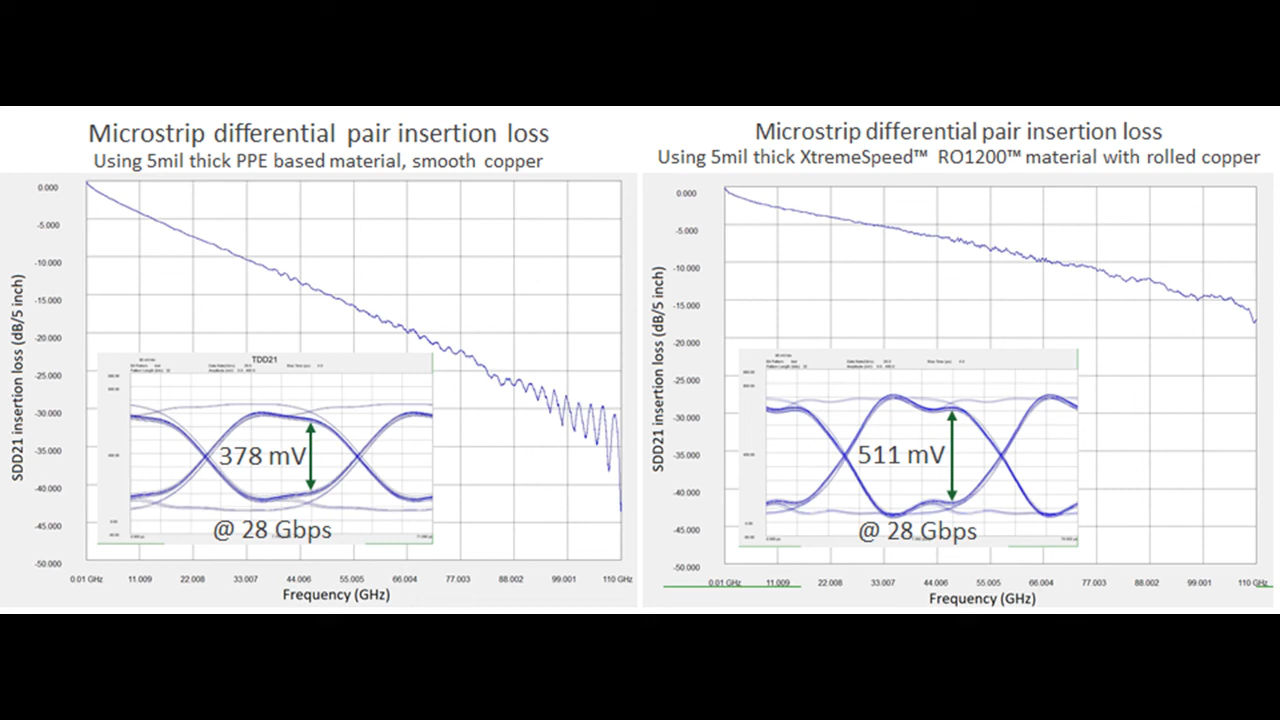 Microstrip differential pair insertion loss
Using 5mil thick PPE based material, smooth copper
0.000
-5.000
-10.000
-15.000
-20.000
-25.000
-30.000
-35.000
-40.000
-45.000
-50.000
SDD21 insertion loss (dB/5 inch)
TDD21
378 mV
@ 28 Gbps
0.01 GHz 11.009 22.008 33.007 44.006 55.005 66.004 77.003 88.002 99.001 110 GHz
Frequency (GHz)
Microstrip differential pair insertion loss
Using 5mil thick XtremeSpeed™ RO1200™ material with rolled copper
0.000
-5.000
-10.000
-15.000
-20.000
-25.000
-30.000
-35.000
-40.000
-45.000
-50.000
SDD21 insertion loss (dB/5 inch)
511 mV
@ 28 Gbps
0.01 GHz 11.009 22.008 33.007 44.006 55.005 66.004 77.003 88.002 99.001 110 GHz
Frequency (GHz)